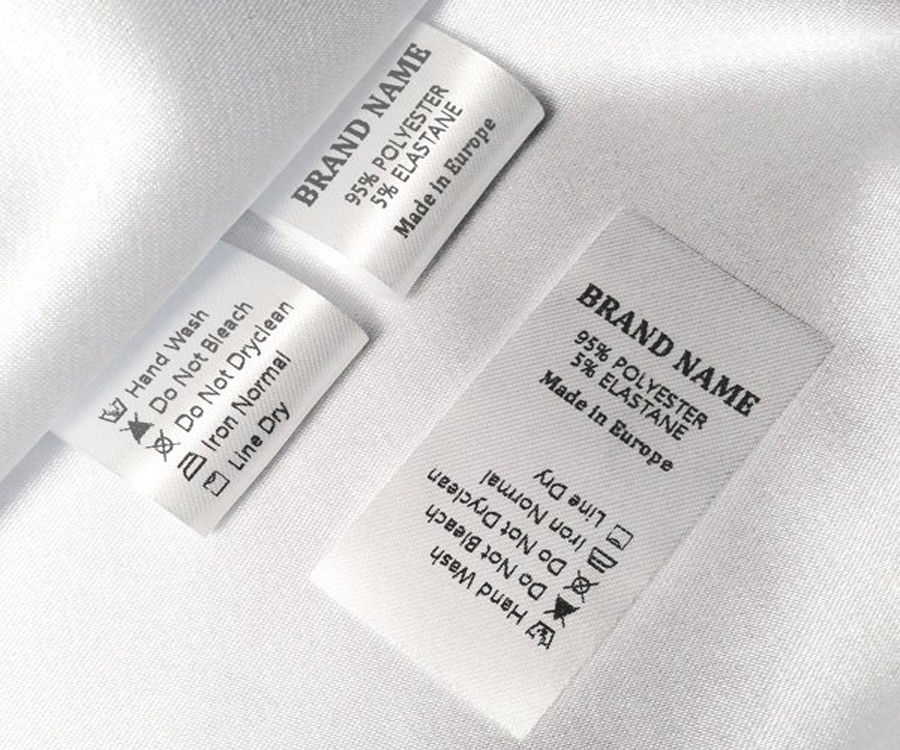 BRAND NAME
95% POLYESTER
5% ELASTANE
Made in Europe
Hand Wash
Do Not Bleach
Do Not Dryclean
Iron Normal
Line Dry
BRAND NAME
95% POLYESTER
5% ELASTANE
Made in Europe
Hand Wash
Do Not Bleach
Do Not Dryclean
Iron Normal
Line Dry